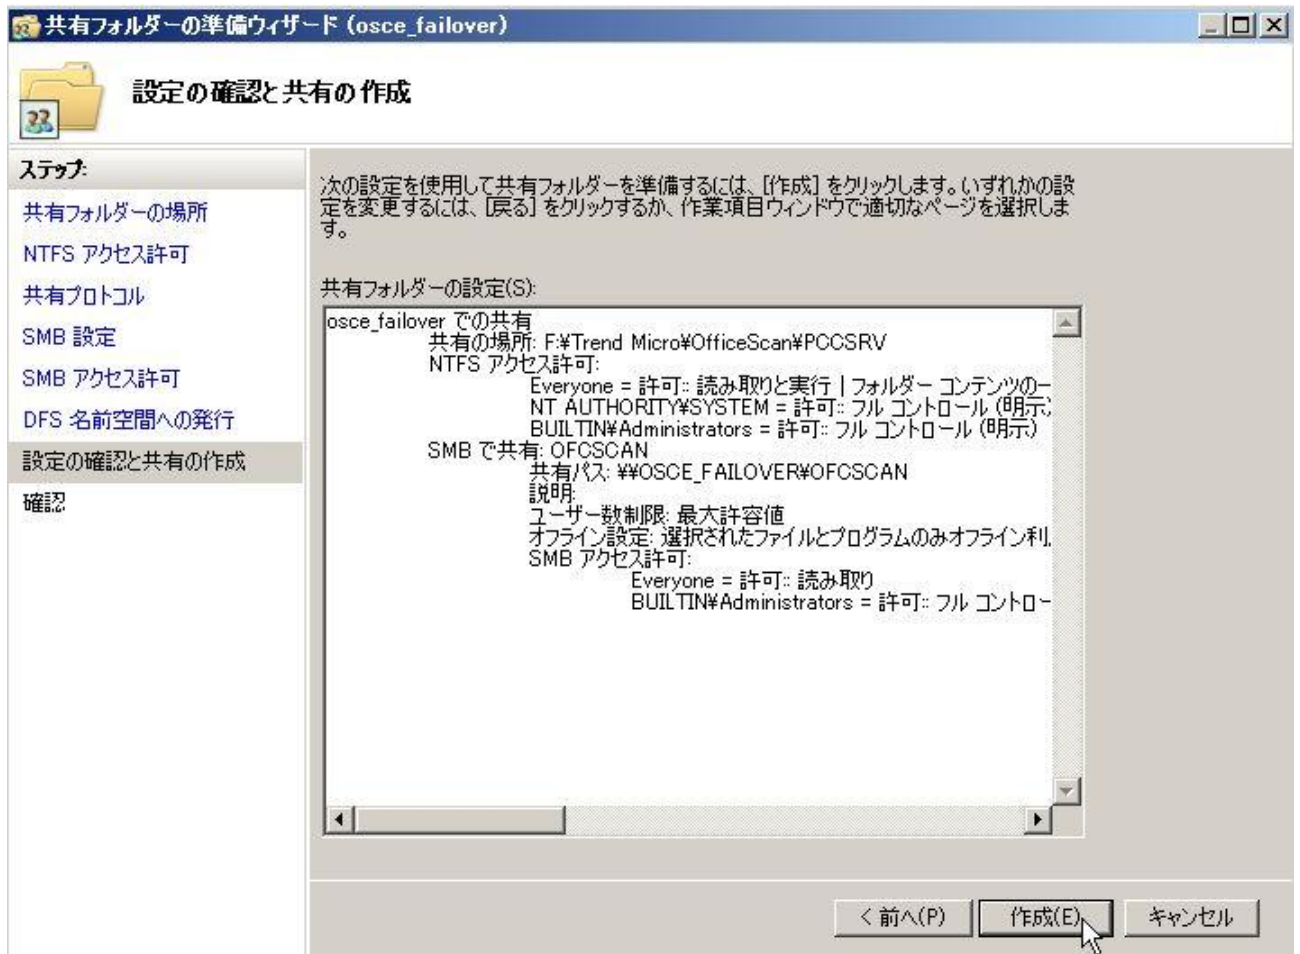 共有フォルダーの準備ウィザード (osce_failover)
設定の確認と共有の作成
ステップ:
共有フォルダーの場所
NTFS アクセス許可
共有プロトコル
SMB 設定
SMB アクセス許可
DFS 名前空間への発行
設定の確認と共有の作成
確認
次の設定を使用して共有フォルダーを準備するには、[作成] をクリックします。いずれかの設
定を変更するには、[戻る] をクリックするか、作業項目ウィンドウで適切なページを選択しま
す。
共有フォルダーの設定(S):
osce_failover での共有
共有の場所: F:¥Trend Micro¥OfficeScan¥PCCSRV
NTFS アクセス許可:
Everyone = 許可:: 読み取りと実行 | フォルダー コンテンツの一
NT AUTHORITY¥SYSTEM = 許可:: フル コントロール (明示)
BUILTIN¥Administrators = 許可:: フル コントロール (明示)
SMB で共有: OFCSCAN
共有パス: ¥¥OSCE_FAILOVER¥OFCSCAN
説明:
ユーザー数制限: 最大許容値
オフライン設定: 選択されたファイルとプログラムのみオフライン利
SMB アクセス許可:
Everyone = 許可:: 読み取り
BUILTIN¥Administrators = 許可:: フル コントロー
< 前へ(P)
作成(E)
キャンセル